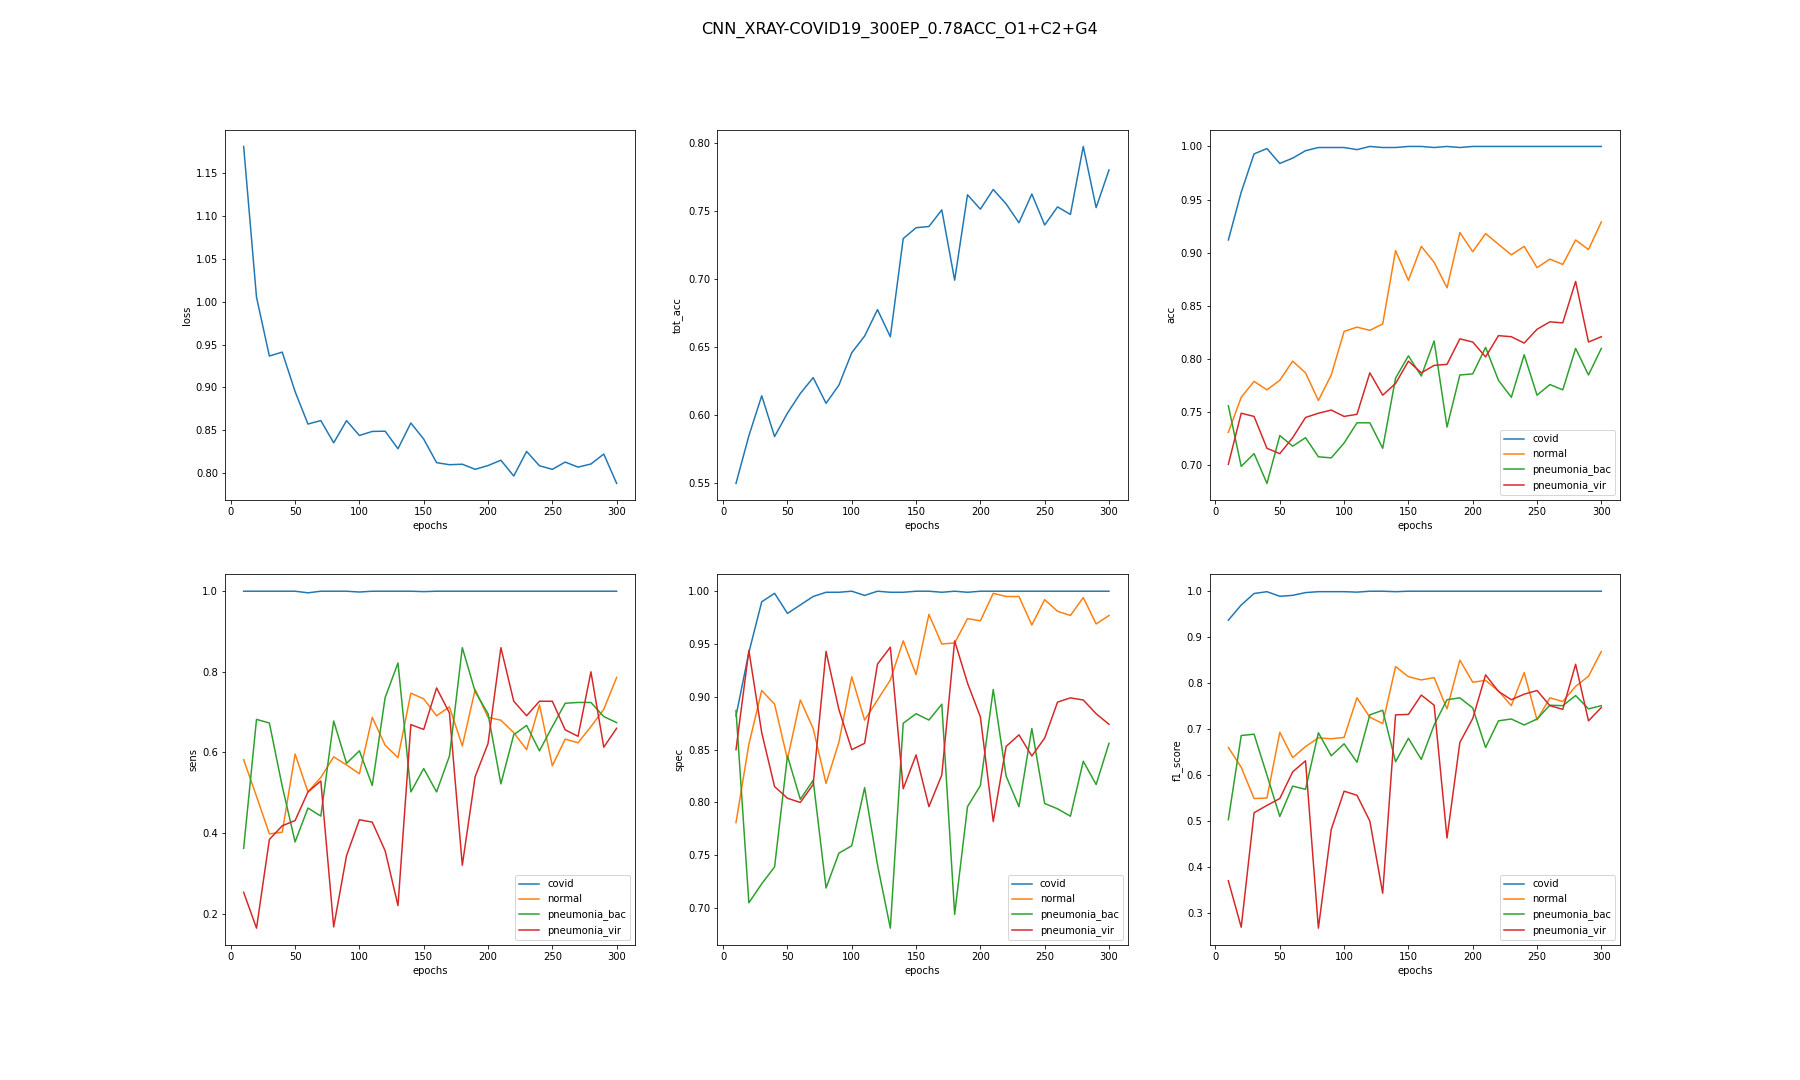 CNN_XRAY-COVID19_300EP_0.78ACC_O1+C2+G4
1.15
1.10
1.05
1.00
0.95
0.90
0.85
0.80
loss
0 50 100 150 200 250 300
epochs
0.80
0.75
0.70
0.65
0.60
0.55
tot_acc
0 50 100 150 200 250 300
epochs
1.00
0.95
0.90
0.85
0.80
0.75
0.70
acc
covid
normal
pneumonia_bac
pneumonia_vir
0 50 100 150 200 250 300
epochs
1.0
0.8
0.6
0.4
0.2
sens
covid
normal
pneumonia_bac
pneumonia_vir
0 50 100 150 200 250 300
epochs
1.00
0.95
0.90
0.85
0.80
0.75
0.70
spec
covid
normal
pneumonia_bac
pneumonia_vir
0 50 100 150 200 250 300
epochs
1.0
0.9
0.8
0.7
0.6
0.5
0.4
0.3
f1_score
covid
normal
pneumonia_bac
pneumonia_vir
0 50 100 150 200 250 300
epochs